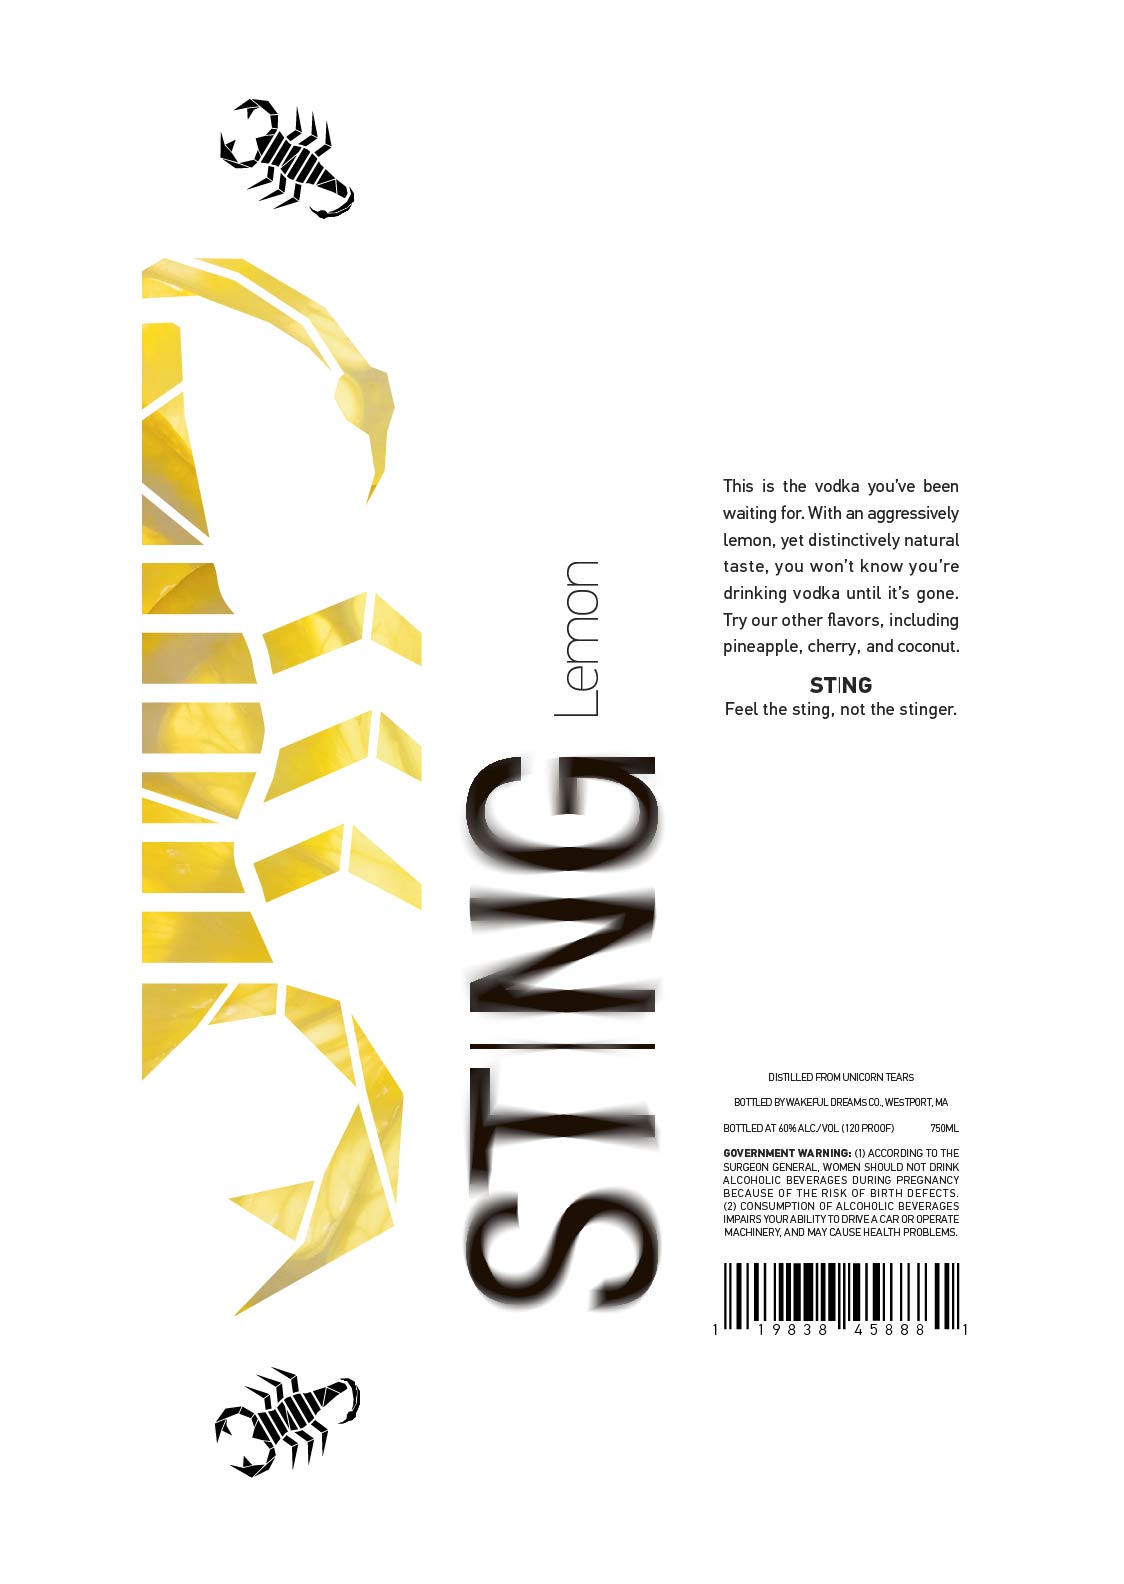 STING Lemon
This is the vodka you've been
waiting for. With an aggressively
lemon, yet distinctively natural
taste, you won't know you're
drinking vodka until it's gone.
Try our other flavors, including
pineapple, cherry, and coconut.
STING
Feel the sting, not the stinger.
DISTILLED FROM UNICORN TEARS
BOTTLED BY WAKEFUL DREAMS CO., WESTPORT, MA
BOTTLED AT 60% ALC./VOL (120 PROOF) 750ML
GOVERNMENT WARNING: (1) ACCORDING TO THE
SURGEON GENERAL, WOMEN SHOULD NOT DRINK
ALCOHOLIC BEVERAGES DURING PREGNANCY
BECAUSE OF THE RISK OF BIRTH DEFECTS.
(2) CONSUMPTION OF ALCOHOLIC BEVERAGES
IMPAIRS YOUR ABILITY TO DRIVE A CAR OR OPERATE
MACHINERY, AND MAY CAUSE HEALTH PROBLEMS.
1 19838 45888 1